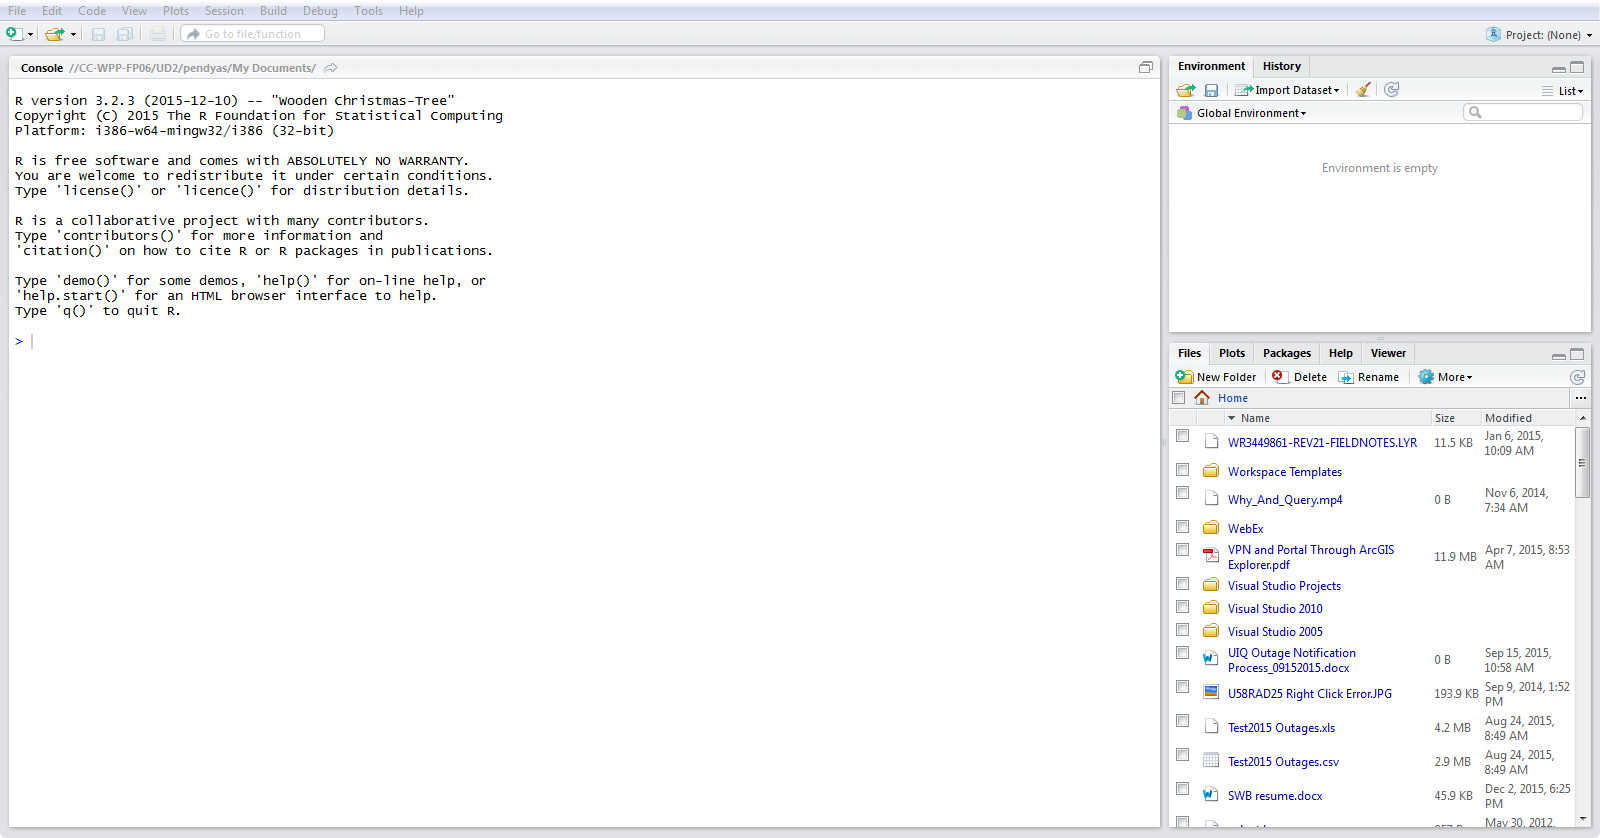 File Edit Code View Plots Session Build Debug Tools Help
Go to file/function
Project: (None)
Console //CC-WPP-FP06/UD2/pendyas/My Documents/
R version 3.2.3 (2015-12-10) -- "Wooden Christmas-Tree"
Copyright (C) 2015 The R Foundation for Statistical Computing
Platform: i386-w64-mingw32/i386 (32-bit)
R is free software and comes with ABSOLUTELY NO WARRANTY.
You are welcome to redistribute it under certain conditions.
Type 'license()' or 'licence()' for distribution details.
R is a collaborative project with many contributors.
Type 'contributors()' for more information and
'citation()' on how to cite R or R packages in publications.
Type 'demo()' for some demos, 'help()' for on-line help, or
'help.start()' for an HTML browser interface to help.
Type 'q()' to quit R.
>
Environment History
Import Dataset List
Global Environment
Environment is empty
Files Plots Packages Help Viewer
New Folder Delete Rename More
Home ...
Name Size Modified
WR3449861-REV21-FIELDNOTES.LYR 11.5 KB Jan 6, 2015,
10:09 AM
Workspace Templates
Why_And_Query.mp4 0 B Nov 6, 2014,
7:34 AM
WebEx
VPN and Portal Through ArcGIS
Explorer.pdf 11.9 MB Apr 7, 2015, 8:53
AM
Visual Studio Projects
Visual Studio 2010
Visual Studio 2005
UIQ Outage Notification
Process_09152015.docx 0 B Sep 15, 2015,
10:58 AM
U58RAD25 Right Click Error.JPG 193.9 KB Sep 9, 2014, 1:52
PM
Test2015 Outages.xls 4.2 MB Aug 24, 2015,
8:49 AM
Test2015 Outages.csv 2.9 MB Aug 24, 2015,
8:49 AM
SWB resume.docx 45.9 KB Dec 2, 2015, 6:25
PM
May 30, 2012,